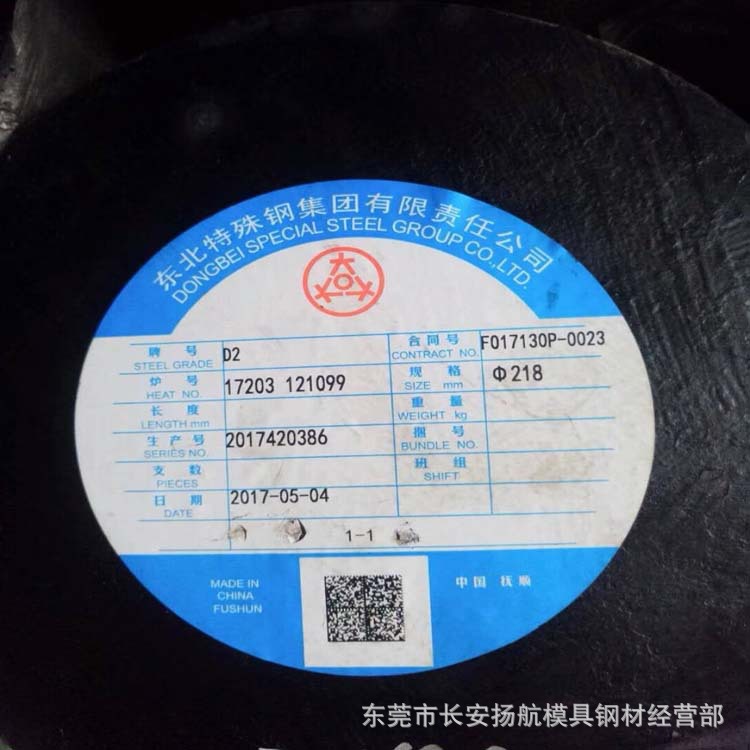 东北特殊钢集团有限责任公司
DONGBEI SPECIAL STEEL GROUP CO.,LTD.
牌号 D2 合同号 F017130P-0023
STEEL GRADE CONTRACT NO.
炉号 17203 121099 规格 Φ218
HEAT NO. SIZE mm
长度 重量
LENGTH mm WEIGHT kg
生产号 2017420386 捆号
SERIES NO. BUNDLE NO.
支数 班组
PIECES SHIFT
日期 2017-05-04
DATE
1-1
MADE IN 中国 抚顺
CHINA
FUSHUN
东莞市长安扬航模具钢材经营部